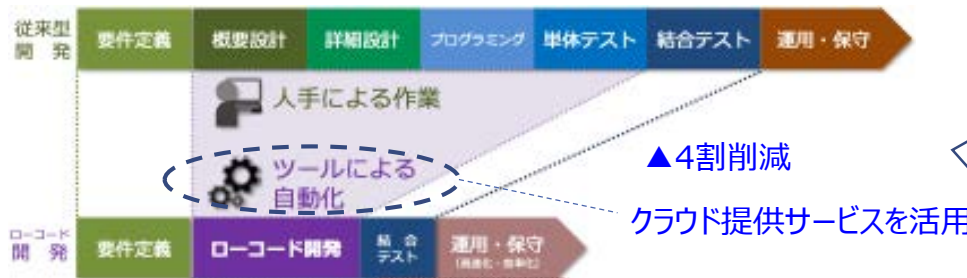 従来型
開 発
要件定義
概要設計
詳細設計
プログラミング
単体テスト
結合テスト
運用・保守
人手による作業
ツールによる
自動化
▲4割削減
クラウド提供サービスを活用
ローコード
開 発
要件定義
ローコード開発
結 合
テスト
運用・保守